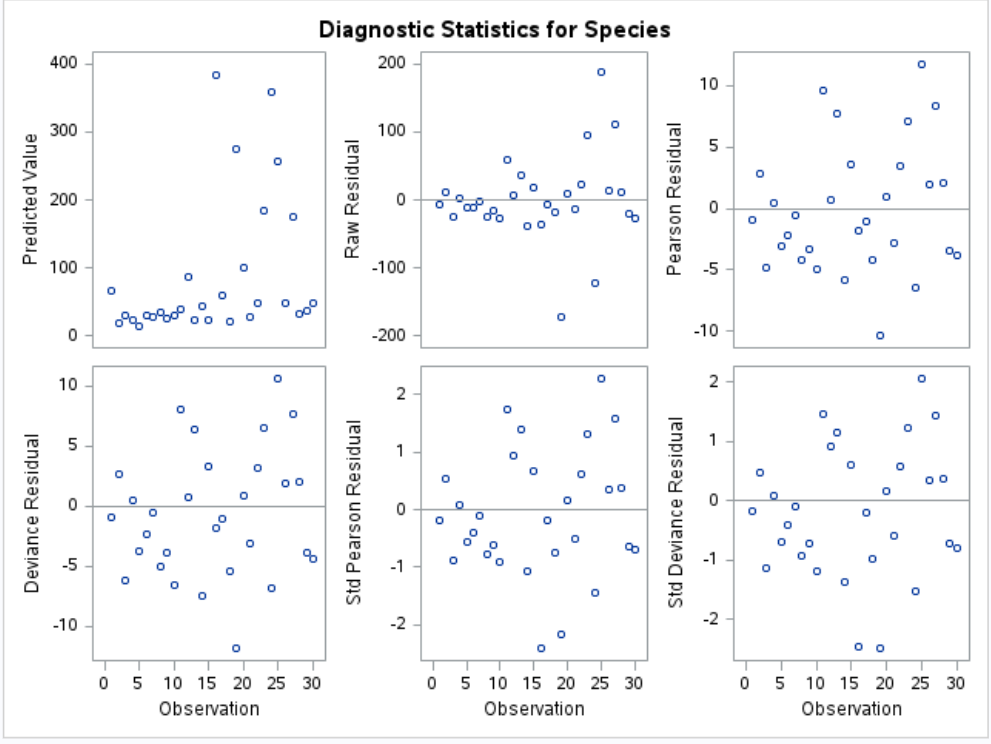 Diagnostic Statistics for Species
Predicted Value
400
300
200
100
0
Raw Residual
200
100
0
-100
-200
Pearson Residual
10
5
0
-5
-10
Deviance Residual
10
5
0
-5
-10
0 5 10 15 20 25 30
Observation
Std Pearson Residual
2
1
0
-1
-2
0 5 10 15 20 25 30
Observation
Std Deviance Residual
2
1
0
-1
-2
0 5 10 15 20 25 30
Observation